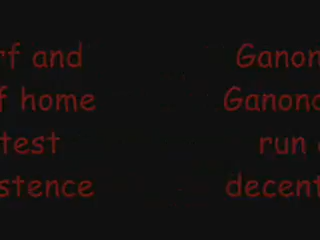 rf and
f home
test
stence
Ganon
Ganon
run
decent